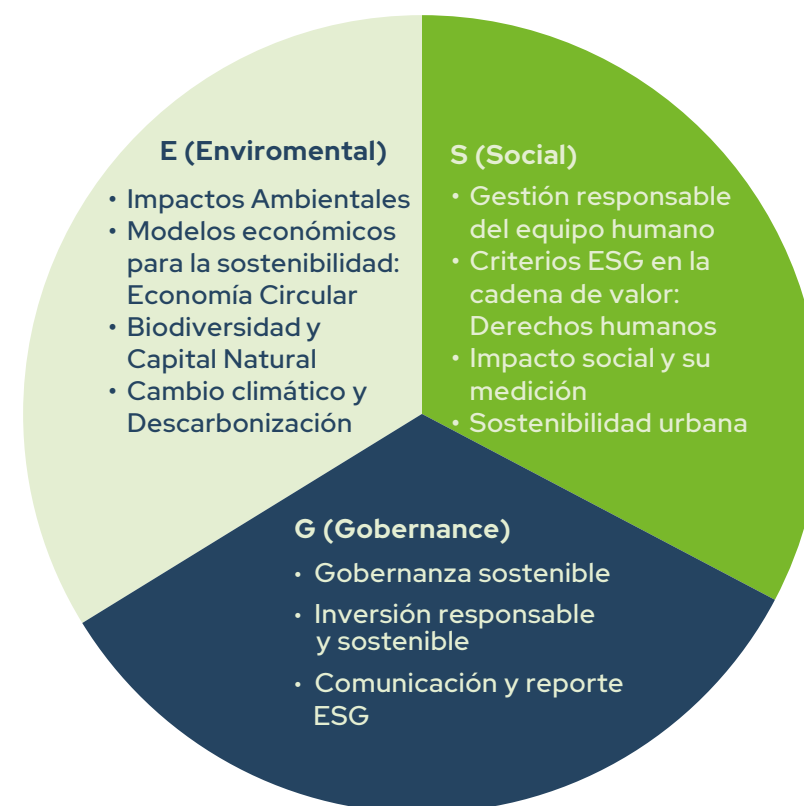 E (Enviromental)
• Impactos Ambientales
• Modelos económicos
para la sostenibilidad:
Economía Circular
• Biodiversidad y
Capital Natural
• Cambio climático y
Descarbonización
S (Social)
• Gestión responsable
del equipo humano
• Criterios ESG en la
cadena de valor:
Derechos humanos
• Impacto social y su
medición
• Sostenibilidad urbana
G (Gobernance)
• Gobernanza sostenible
• Inversión responsable
y sostenible
• Comunicación y reporte
ESG